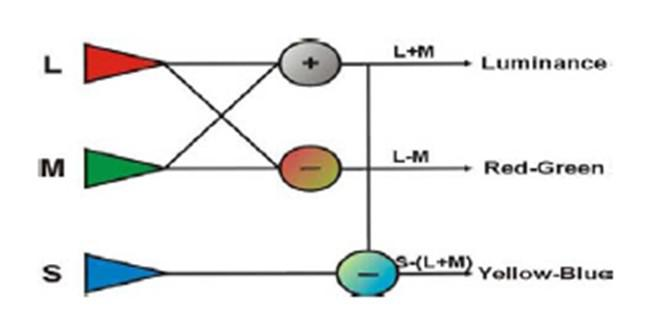 L + L+M Luminance
M − L-M Red-Green
S − S-(L+M) Yellow-Blue